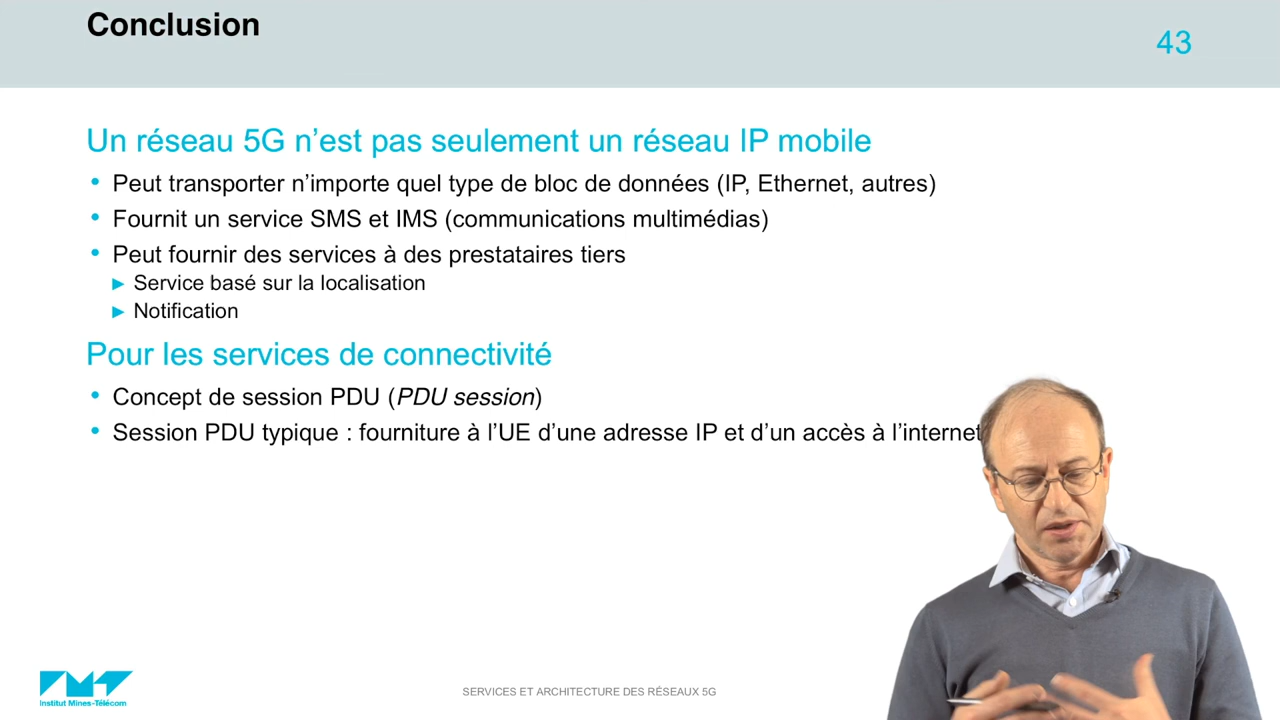 Conclusion
43
Un réseau 5G n’est pas seulement un réseau IP mobile
• Peut transporter n’importe quel type de bloc de données (IP, Ethernet, autres)
• Fournit un service SMS et IMS (communications multimédias)
• Peut fournir des services à des prestataires tiers
► Service basé sur la localisation
► Notification
Pour les services de connectivité
• Concept de session PDU (PDU session)
• Session PDU typique : fourniture à l’UE d’une adresse IP et d’un accès à l’internet
Institut Mines-Télécom
SERVICES ET ARCHITECTURE DES RÉSEAUX 5G